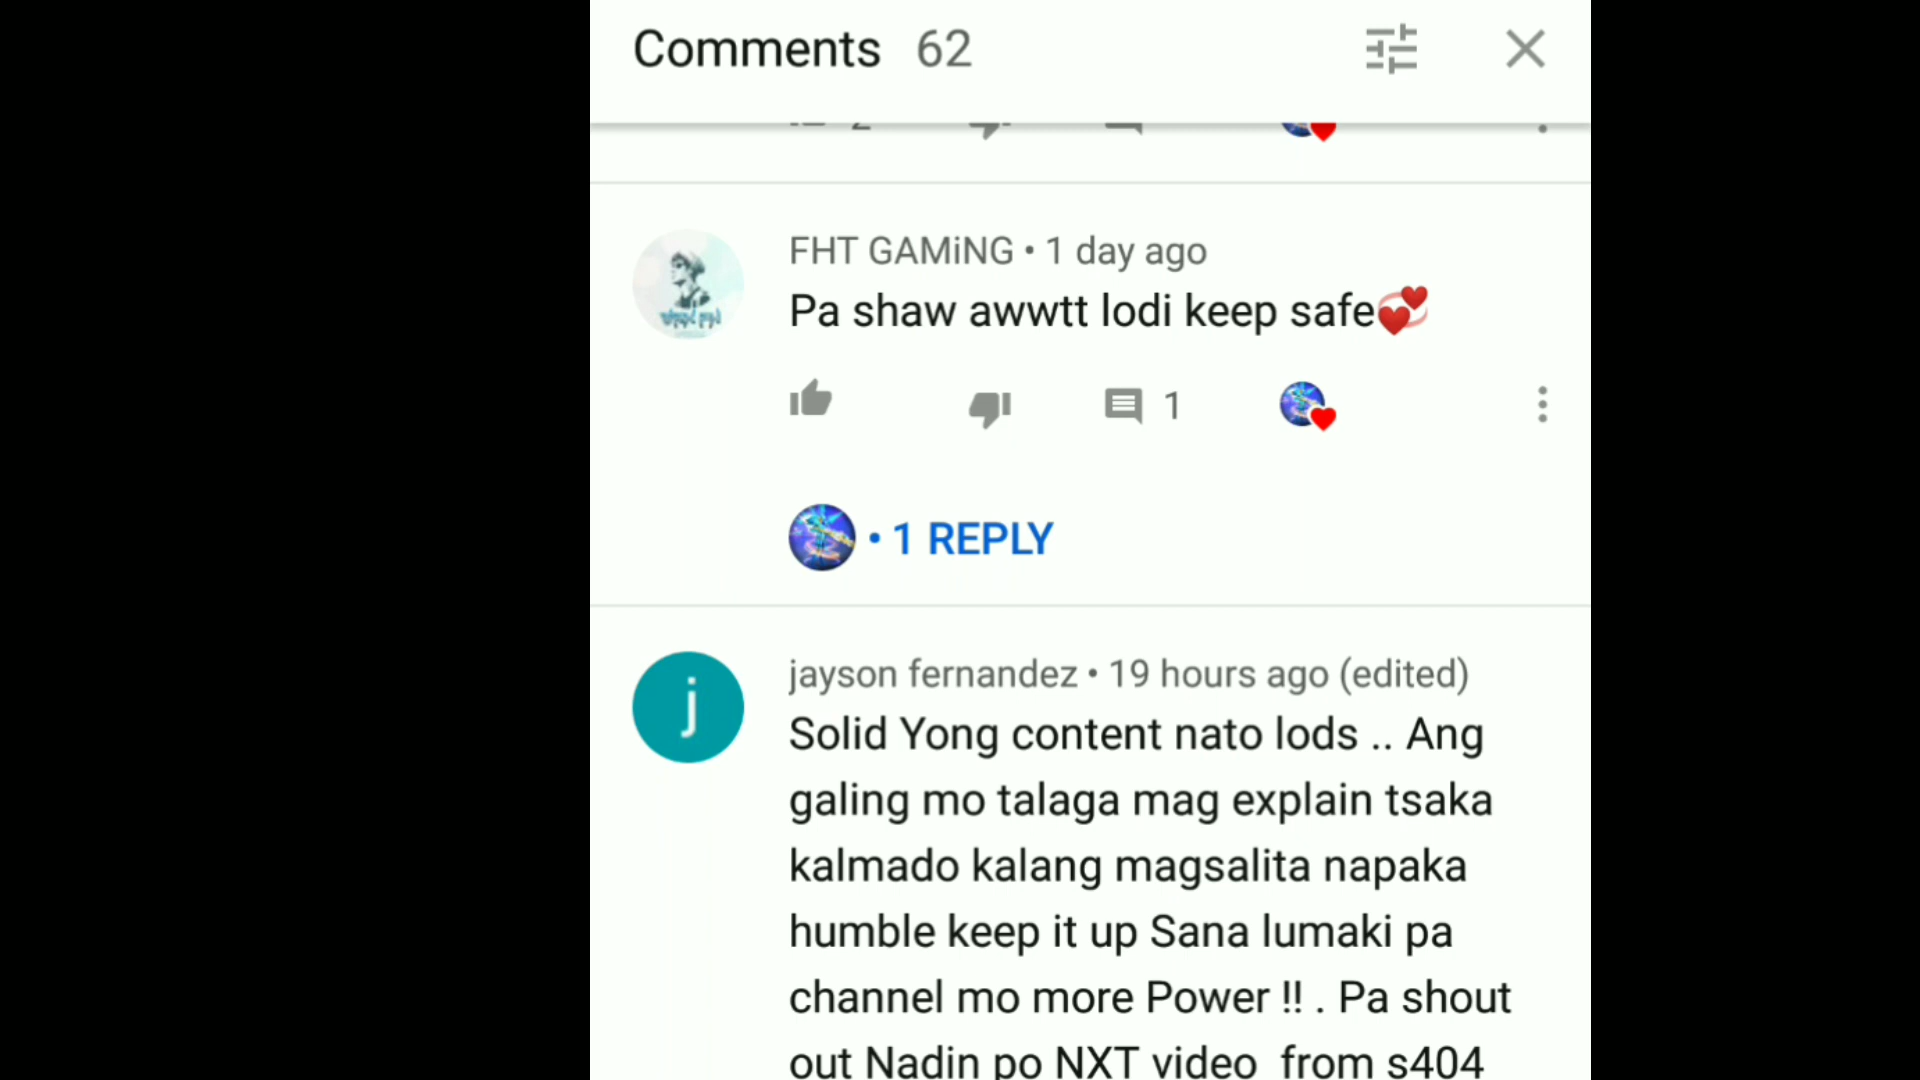 Comments 62
FHT GAMiNG • 1 day ago
Pa shaw awwtt lodi keep safe💞
1
• 1 REPLY
j
jayson fernandez • 19 hours ago (edited)
Solid Yong content nato lods .. Ang
galing mo talaga mag explain tsaka
kalmado kalang magsalita napaka
humble keep it up Sana lumaki pa
channel mo more Power !! . Pa shout
out Nadin po NXT video from s404